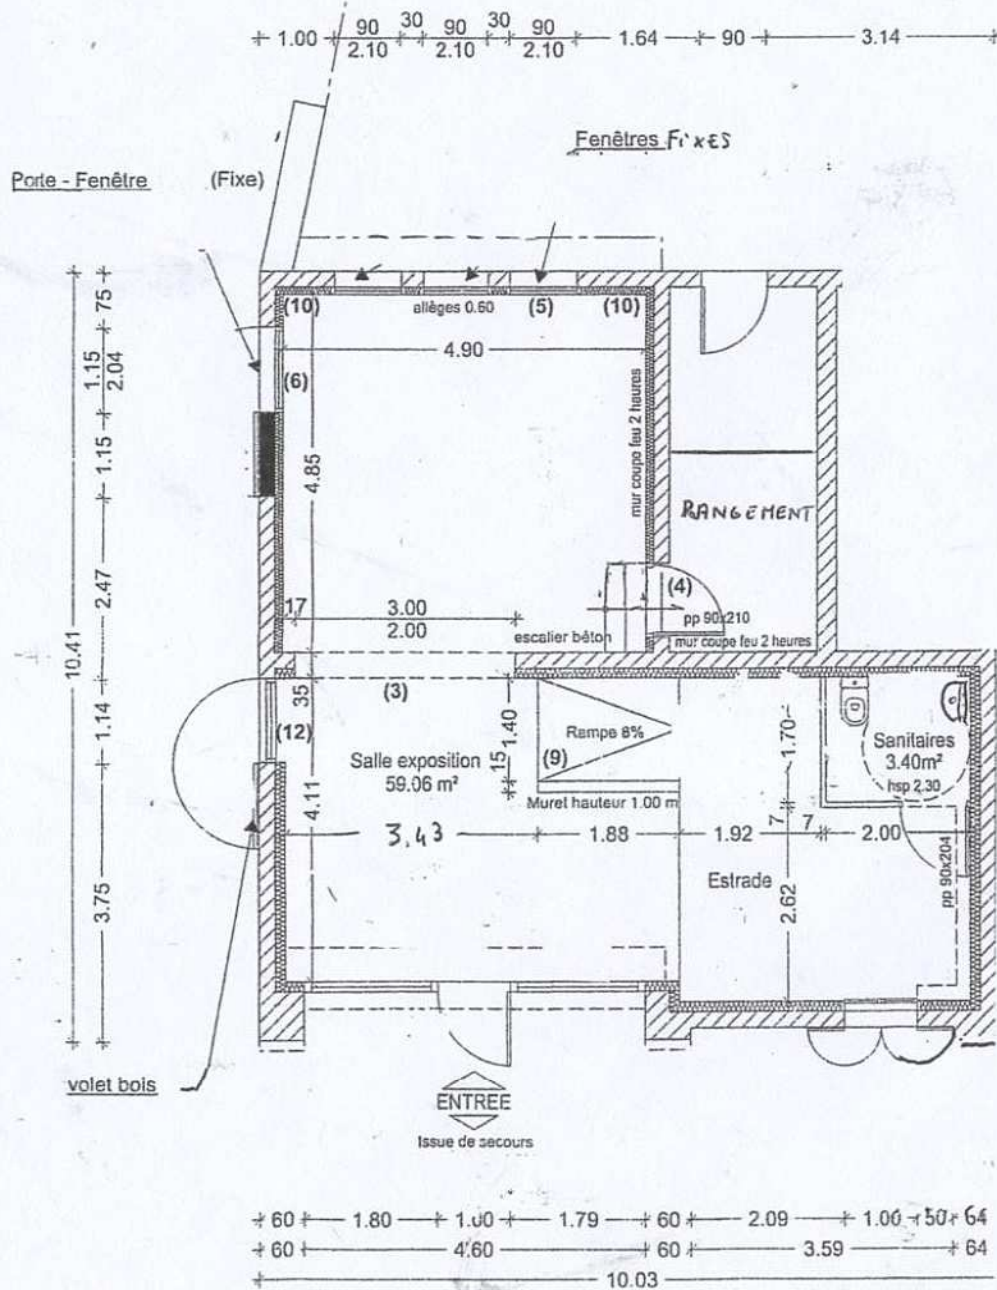 1.00 90 30 90 30 90 1.64 90 3.14
2.10 2.10 2.10
Fenêtres FixES
Porte - Fenêtre (Fixe)
(10) allèges 0.60 (5) (10)
4.90
(6)
75
1.15
2.04
1.15
2.47
1.14
3.75
10.41
4.85
mur coupe feu 2 heures
RANGEMENT
(4)
pp 90x210
mur coupe feu 2 heures
17 3.00
2.00
escalier béton
35
(3)
(12)
1.40
15
Rampe 8%
(9)
Salle exposition
59.06 m²
Muret hauteur 1.00 m
4.11
3,43 1.88 1.92 7 2.00
1.70
7
2.62
Sanitaires
3.40m²
hsp 2.30
pp 90x204
Estrade
volet bois
ENTREE
Issue de secours
60 1.80 1.00 1.79 60 2.09 1.00 50 64
60 4.60 60 3.59 64
10.03